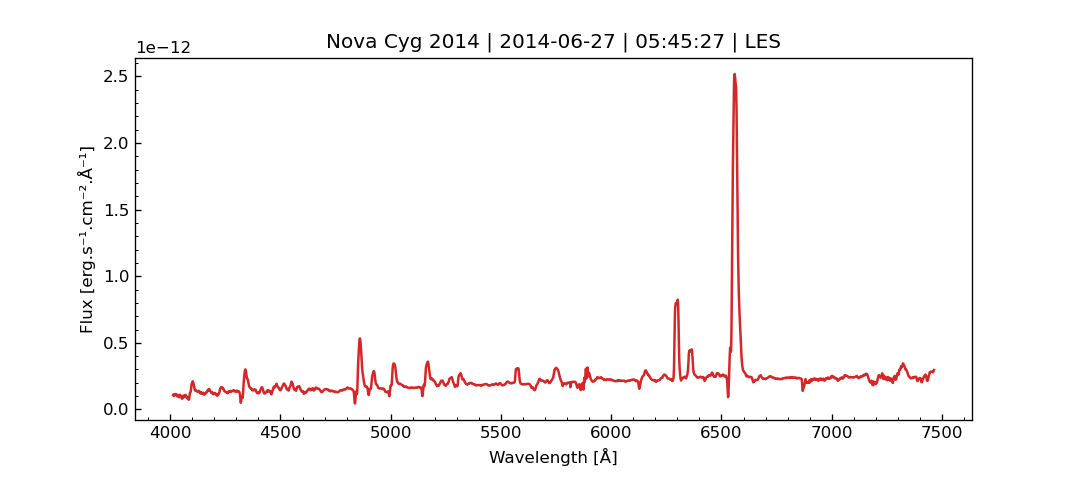 Nova Cyg 2014 | 2014-06-27 | 05:45:27 | LES
1e−12
2.5
2.0
1.5
1.0
0.5
0.0
Flux [erg.s⁻¹.cm⁻².Å⁻¹]
4000 4500 5000 5500 6000 6500 7000 7500
Wavelength [Å]